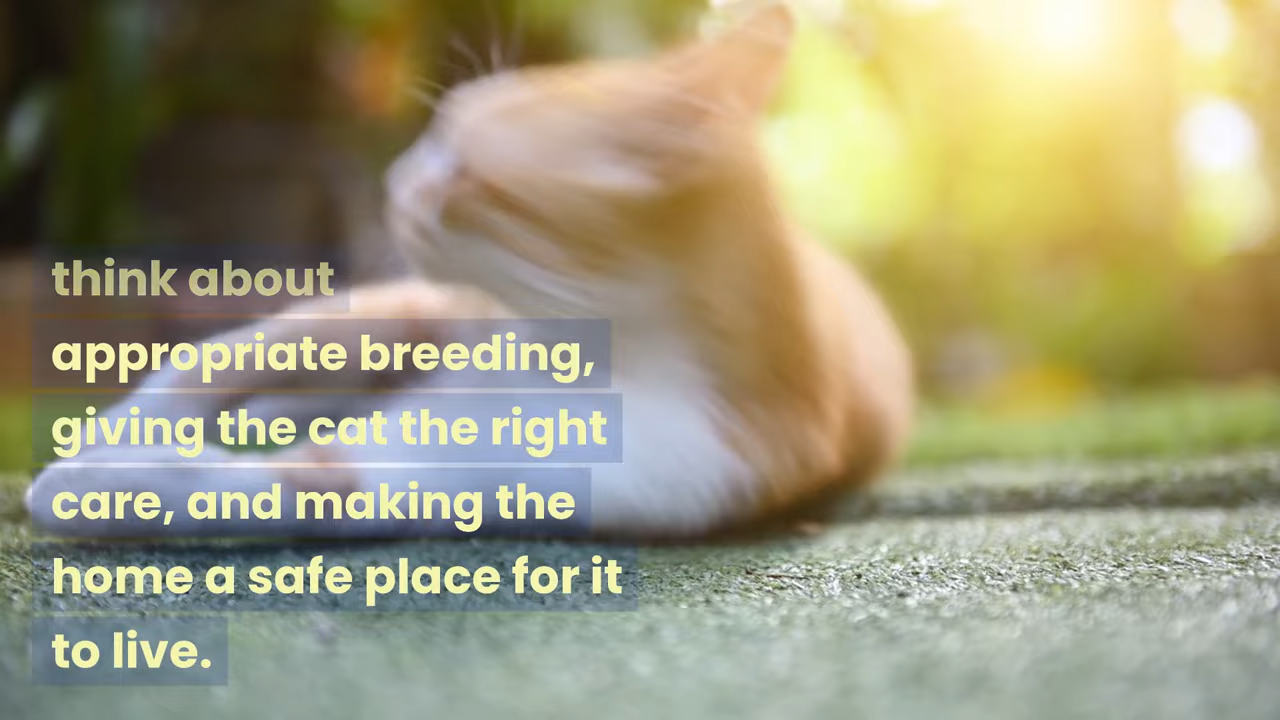 think about
appropriate breeding,
giving the cat the right
care, and making the
home a safe place for it
to live.